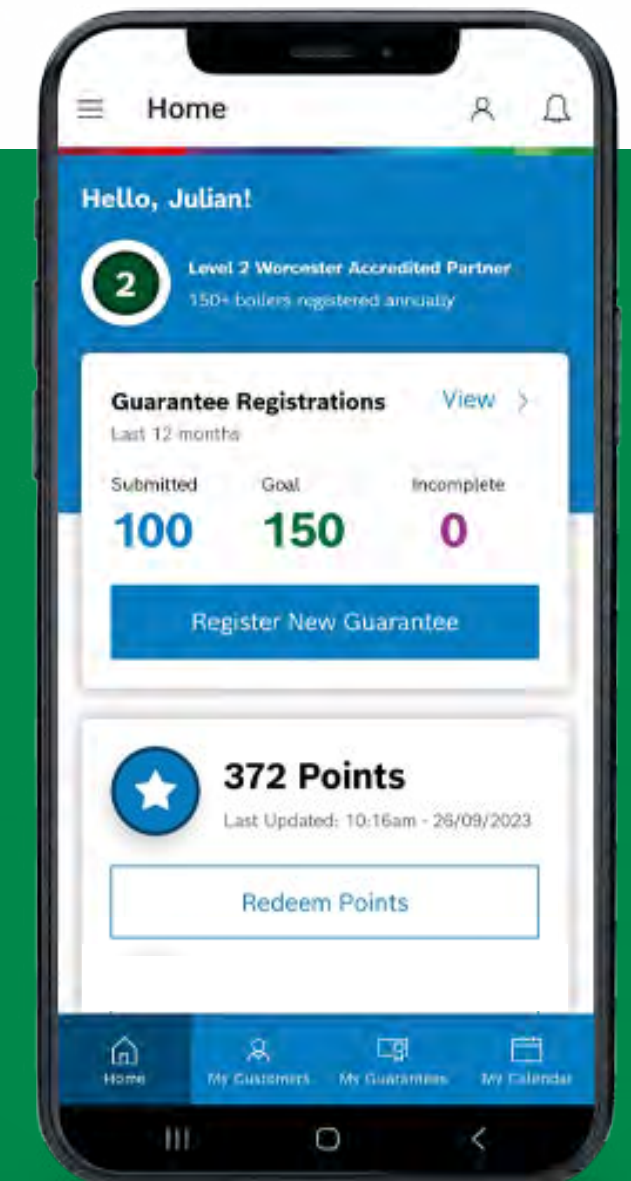 Home
Hello, Julian!
2
Level 2 Worcester Accredited Partner
150+ boilers registered annually
Guarantee Registrations
View >
Last 12 months
Submitted
Goal
Incomplete
100
150
0
Register New Guarantee
372 Points
Last Updated: 10:16am - 26/09/2023
Redeem Points
Home
My Customers
My Guarantees
My Calendar